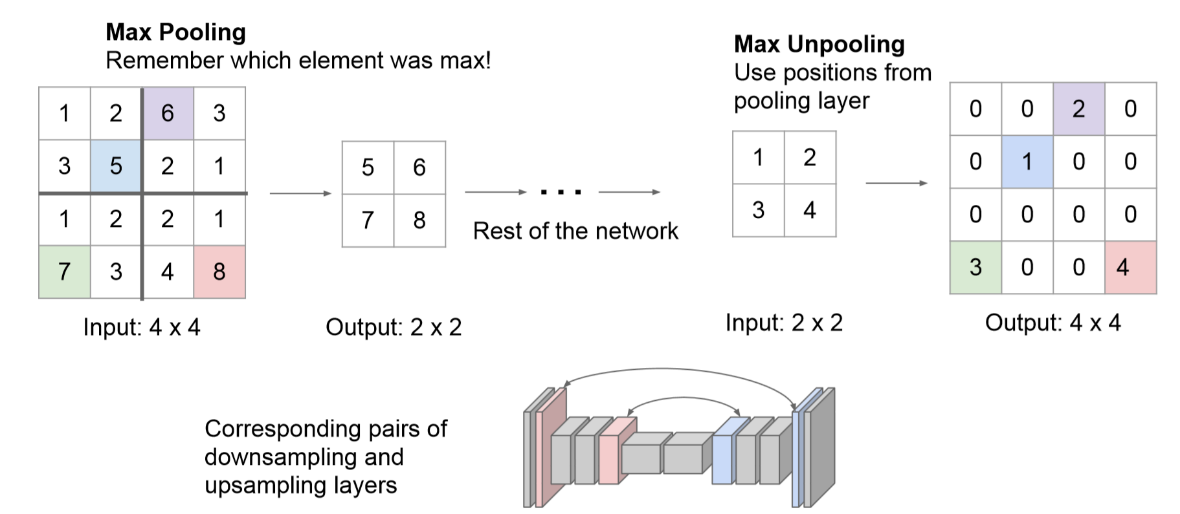 Max Pooling
Remember which element was max!
1 2 6 3
3 5 2 1
1 2 2 1
7 3 4 8
Input: 4 x 4
5 6
7 8
Output: 2 x 2
...
Rest of the network
Max Unpooling
Use positions from
pooling layer
1 2
3 4
Input: 2 x 2
0 0 2 0
0 1 0 0
0 0 0 0
3 0 0 4
Output: 4 x 4
Corresponding pairs of
downsampling and
upsampling layers